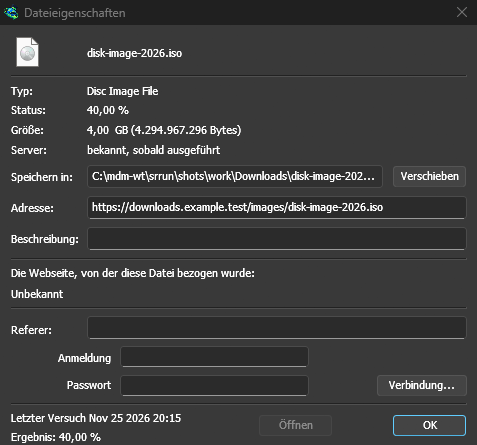 Dateieigenschaften
disk-image-2026.iso
Typ: Disc Image File
Status: 40,00 %
Größe: 4,00 GB (4.294.967.296 Bytes)
Server: bekannt, sobald ausgeführt
Speichern in: C:\mdm-wt\srrun\shots\work\Downloads\disk-image-202... Verschieben
Adresse: https://downloads.example.test/images/disk-image-2026.iso
Beschreibung:
Die Webseite, von der diese Datei bezogen wurde:
Unbekannt
Referer:
Anmeldung
Passwort Verbindung...
Letzter Versuch Nov 25 2026 20:15
Öffnen OK
Ergebnis: 40,00 %